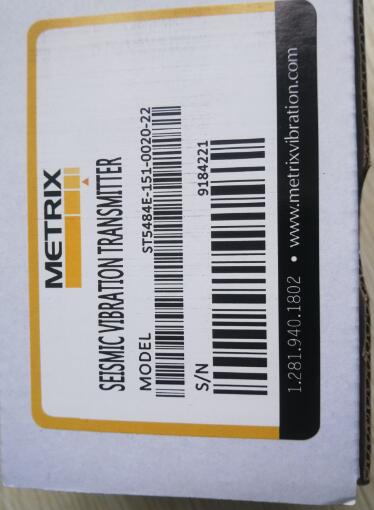 METRIX
SEISMIC VIBRATION TRANSMITTER
MODEL ST5484E-151-0020-22
S/N 9184221
1.281.940.1802 • www.metrixvibration.com